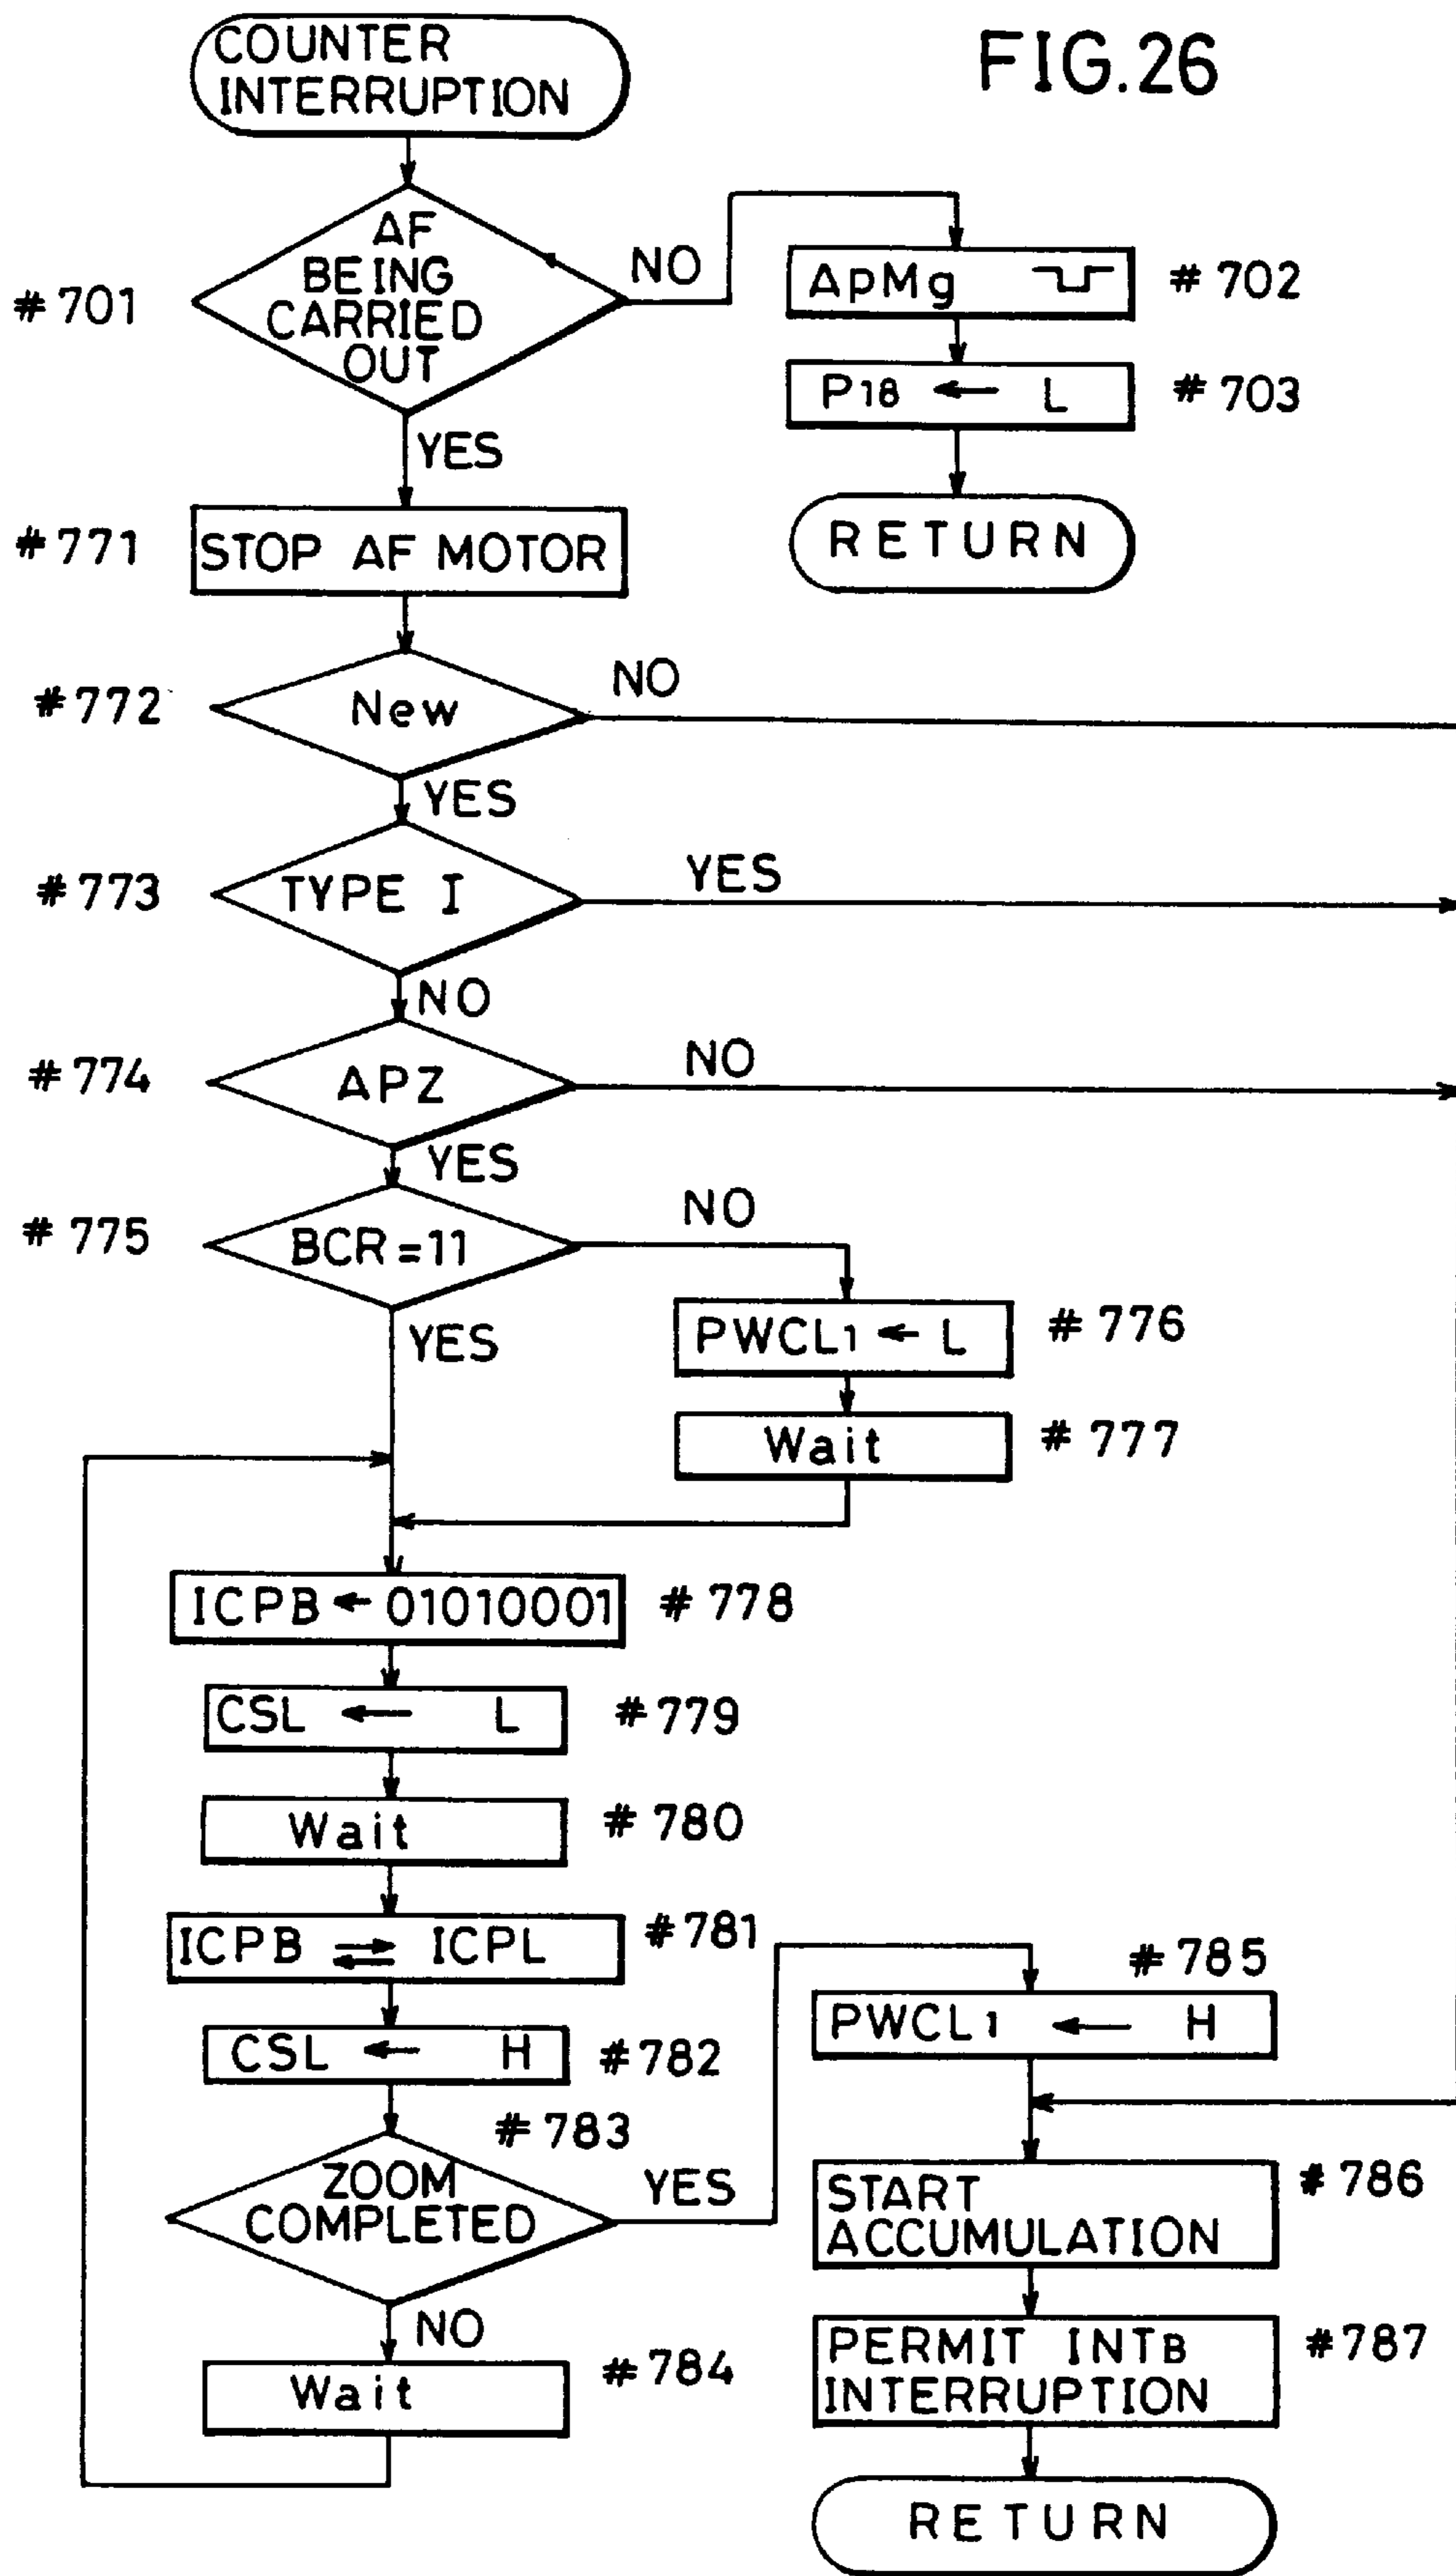 FIG.26
COUNTER
INTERRUPTION
# 701
AF
BEING
CARRIED
OUT
NO
YES
ApMg
# 702
P18 ← L
# 703
RETURN
# 771
STOP AF MOTOR
# 772
New
NO
YES
# 773
TYPE I
YES
NO
# 774
APZ
NO
YES
# 775
BCR=11
NO
YES
PWCL1 ← L
# 776
Wait
# 777
ICPB ← 01010001
# 778
CSL ← L
# 779
Wait
# 780
ICPB ⇄ ICPL
# 781
CSL ← H
# 782
# 783
ZOOM
COMPLETED
YES
NO
Wait
# 784
# 785
PWCL1 ← H
START
ACCUMULATION
# 786
PERMIT INTB
INTERRUPTION
# 787
RETURN